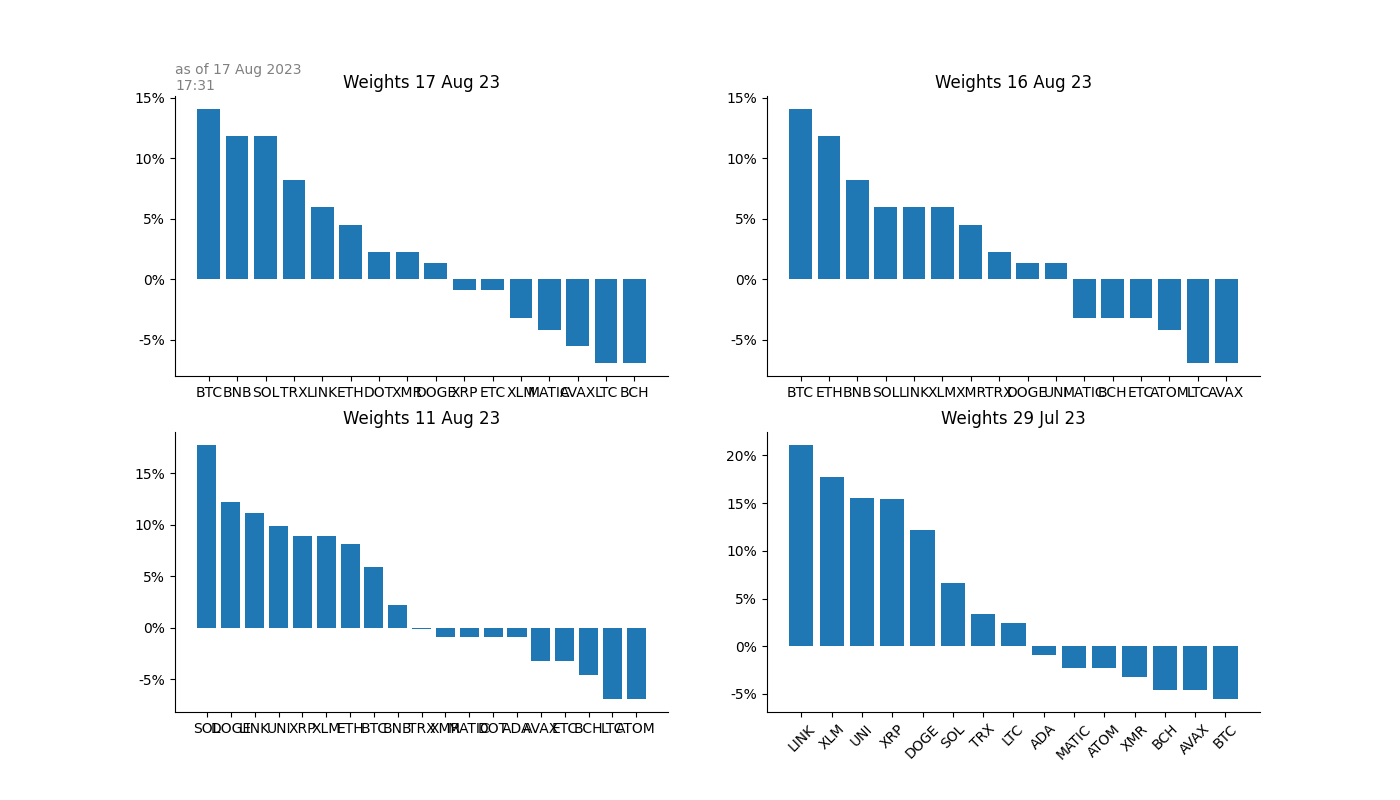 as of 17 Aug 2023
17:31
Weights 17 Aug 23
15%
10%
5%
0%
-5%
BTC BNB SOL TRX LINK ETH DOT XMR DOGE XRP ETC XLM MATIC AVAX LTC BCH
Weights 16 Aug 23
15%
10%
5%
0%
-5%
BTC ETH BNB SOL LINK XLM XMR TRX DOGE UNI MATIC BCH ETC ATOM LTC AVAX
Weights 11 Aug 23
15%
10%
5%
0%
-5%
SOL DOGE LINK UNI XRP XLM ETH BTC BNB TRX XMR MATIC DOT ADA AVAX ETC BCH LTC ATOM
Weights 29 Jul 23
20%
15%
10%
5%
0%
-5%
LINK XLM UNI XRP DOGE SOL TRX LTC ADA MATIC ATOM XMR BCH AVAX BTC